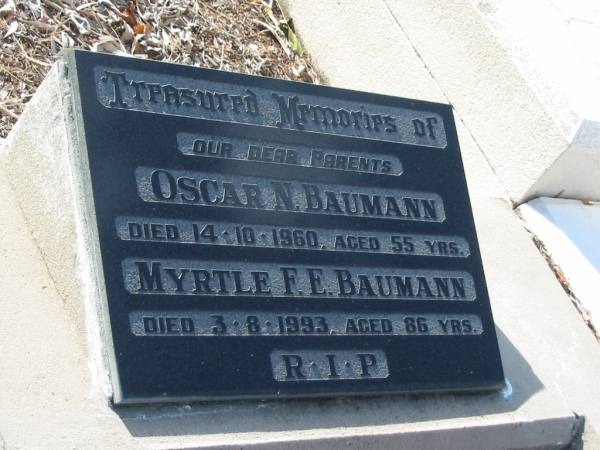 Treasured Memories of
OUR DEAR PARENTS
OSCAR N. BAUMANN
DIED 14·10·1960, AGED 55 YRS.
MYRTLE F. E. BAUMANN
DIED 3·8·1993, AGED 86 YRS.
R·I·P